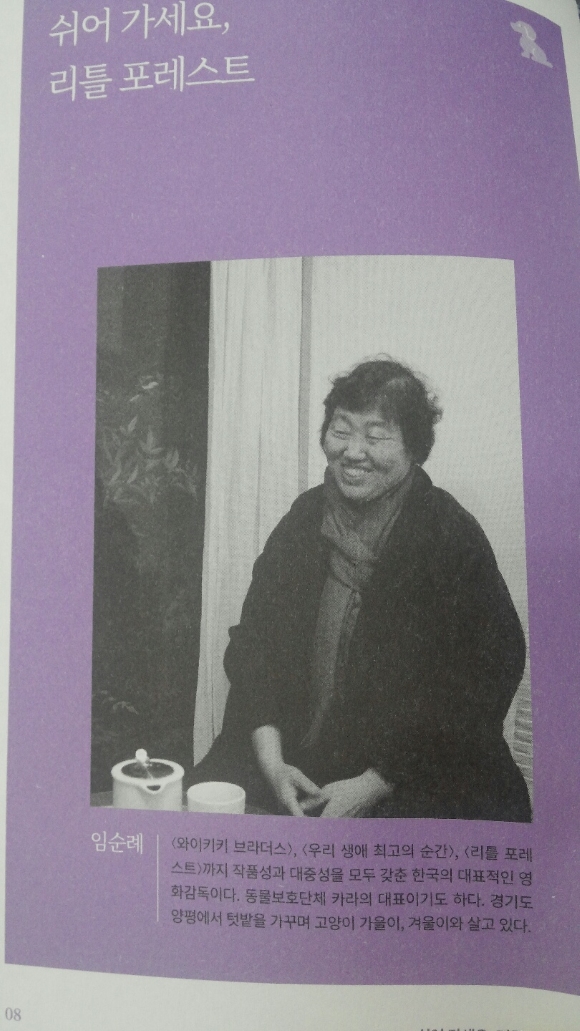 쉬어 가세요,
리틀 포레스트
임순례
〈와이키키 브라더스〉, 〈우리 생애 최고의 순간〉, 〈리틀 포레
스트〉까지 작품성과 대중성을 모두 갖춘 한국의 대표적인 영
화감독이다. 동물보호단체 카라의 대표이기도 하다. 경기도
양평에서 텃밭을 가꾸며 고양이 가을이, 겨울이와 살고 있다.
08